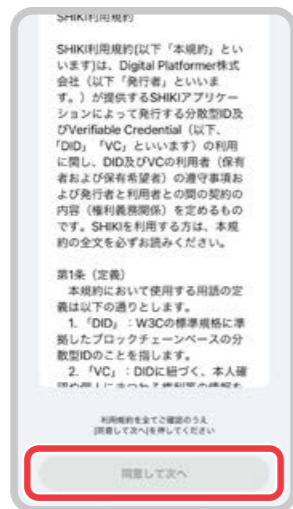 SHIKI利用規約
SHIKI利用規約(以下「本規約」とい
います)は、Digital Platformer株式
会社（以下「発行者」といいま
す。）が提供するSHIKIアプリケー
ションによって発行する分散型ID及
びVerifiable Credential（以下、
「DID」「VC」といいます）の利用
に関し、DID及びVCの利用者（保有
者および保有希望者）の遵守事項お
よび発行者と利用者との間の契約の
内容（権利義務関係）を定めるもの
です。SHIKIを利用する方は、本規
約の全文を必ずお読みください。
第1条（定義）
本規約において使用する用語の定
義は以下の通りとします。
1. 「DID」：W3Cの標準規格に準
拠したブロックチェーンベースの分
散型IDのことを指します。
2. 「VC」：DIDに紐づく、本人確
利用規約を全てご確認のうえ
[同意して次へ]を押してください
同意して次へ